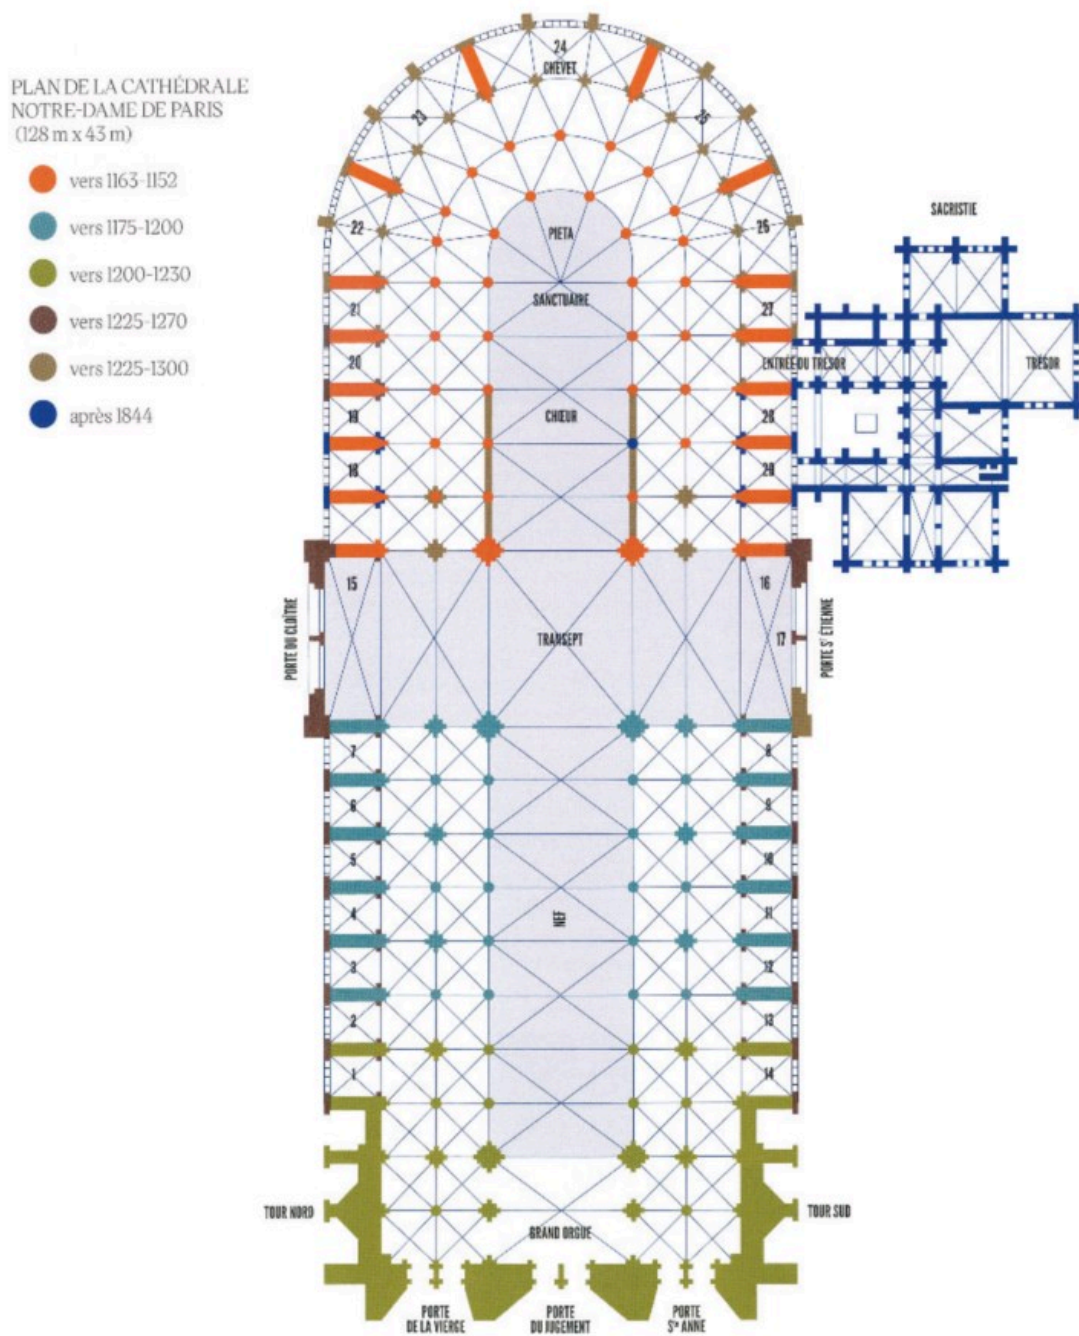 PLAN DE LA CATHÉDRALE
NOTRE-DAME DE PARIS
(128 m x 43 m)
vers 1163-1152
vers 1175-1200
vers 1200-1230
vers 1225-1270
vers 1225-1300
après 1844
24
CHEVET
23
25
22
PIETA
26
SACRISTIE
SANCTUAIRE
21
27
20
ENTRÉE DU TRÉSOR
TRÉSOR
19
CHŒUR
28
18
29
15
16
PORTE DU CLOÎTRE
TRANSEPT
17
PORTE St ÉTIENNE
7
8
6
9
5
10
4
NEF
11
3
12
2
13
1
14
TOUR NORD
TOUR SUD
GRAND ORGUE
PORTE
DE LA VIERGE
PORTE
DU JUGEMENT
PORTE
Ste ANNE